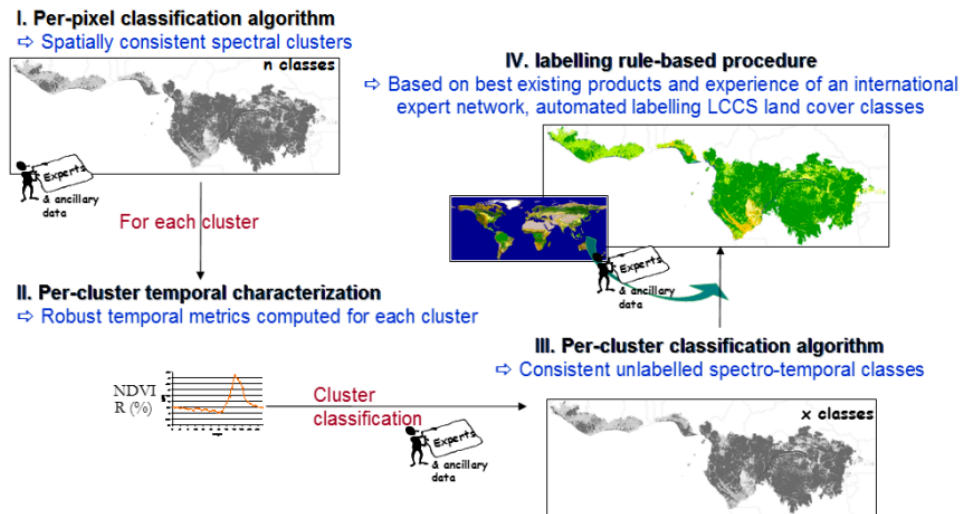 I. Per-pixel classification algorithm
⇨ Spatially consistent spectral clusters
n classes
Experts
& ancillary
data
For each cluster
II. Per-cluster temporal characterization
⇨ Robust temporal metrics computed for each cluster
NDVI
R (%)
Cluster
classification
Experts
& ancillary
data
III. Per-cluster classification algorithm
⇨ Consistent unlabelled spectro-temporal classes
x classes
IV. labelling rule-based procedure
⇨ Based on best existing products and experience of an international
expert network, automated labelling LCCS land cover classes
Experts
& ancillary
data